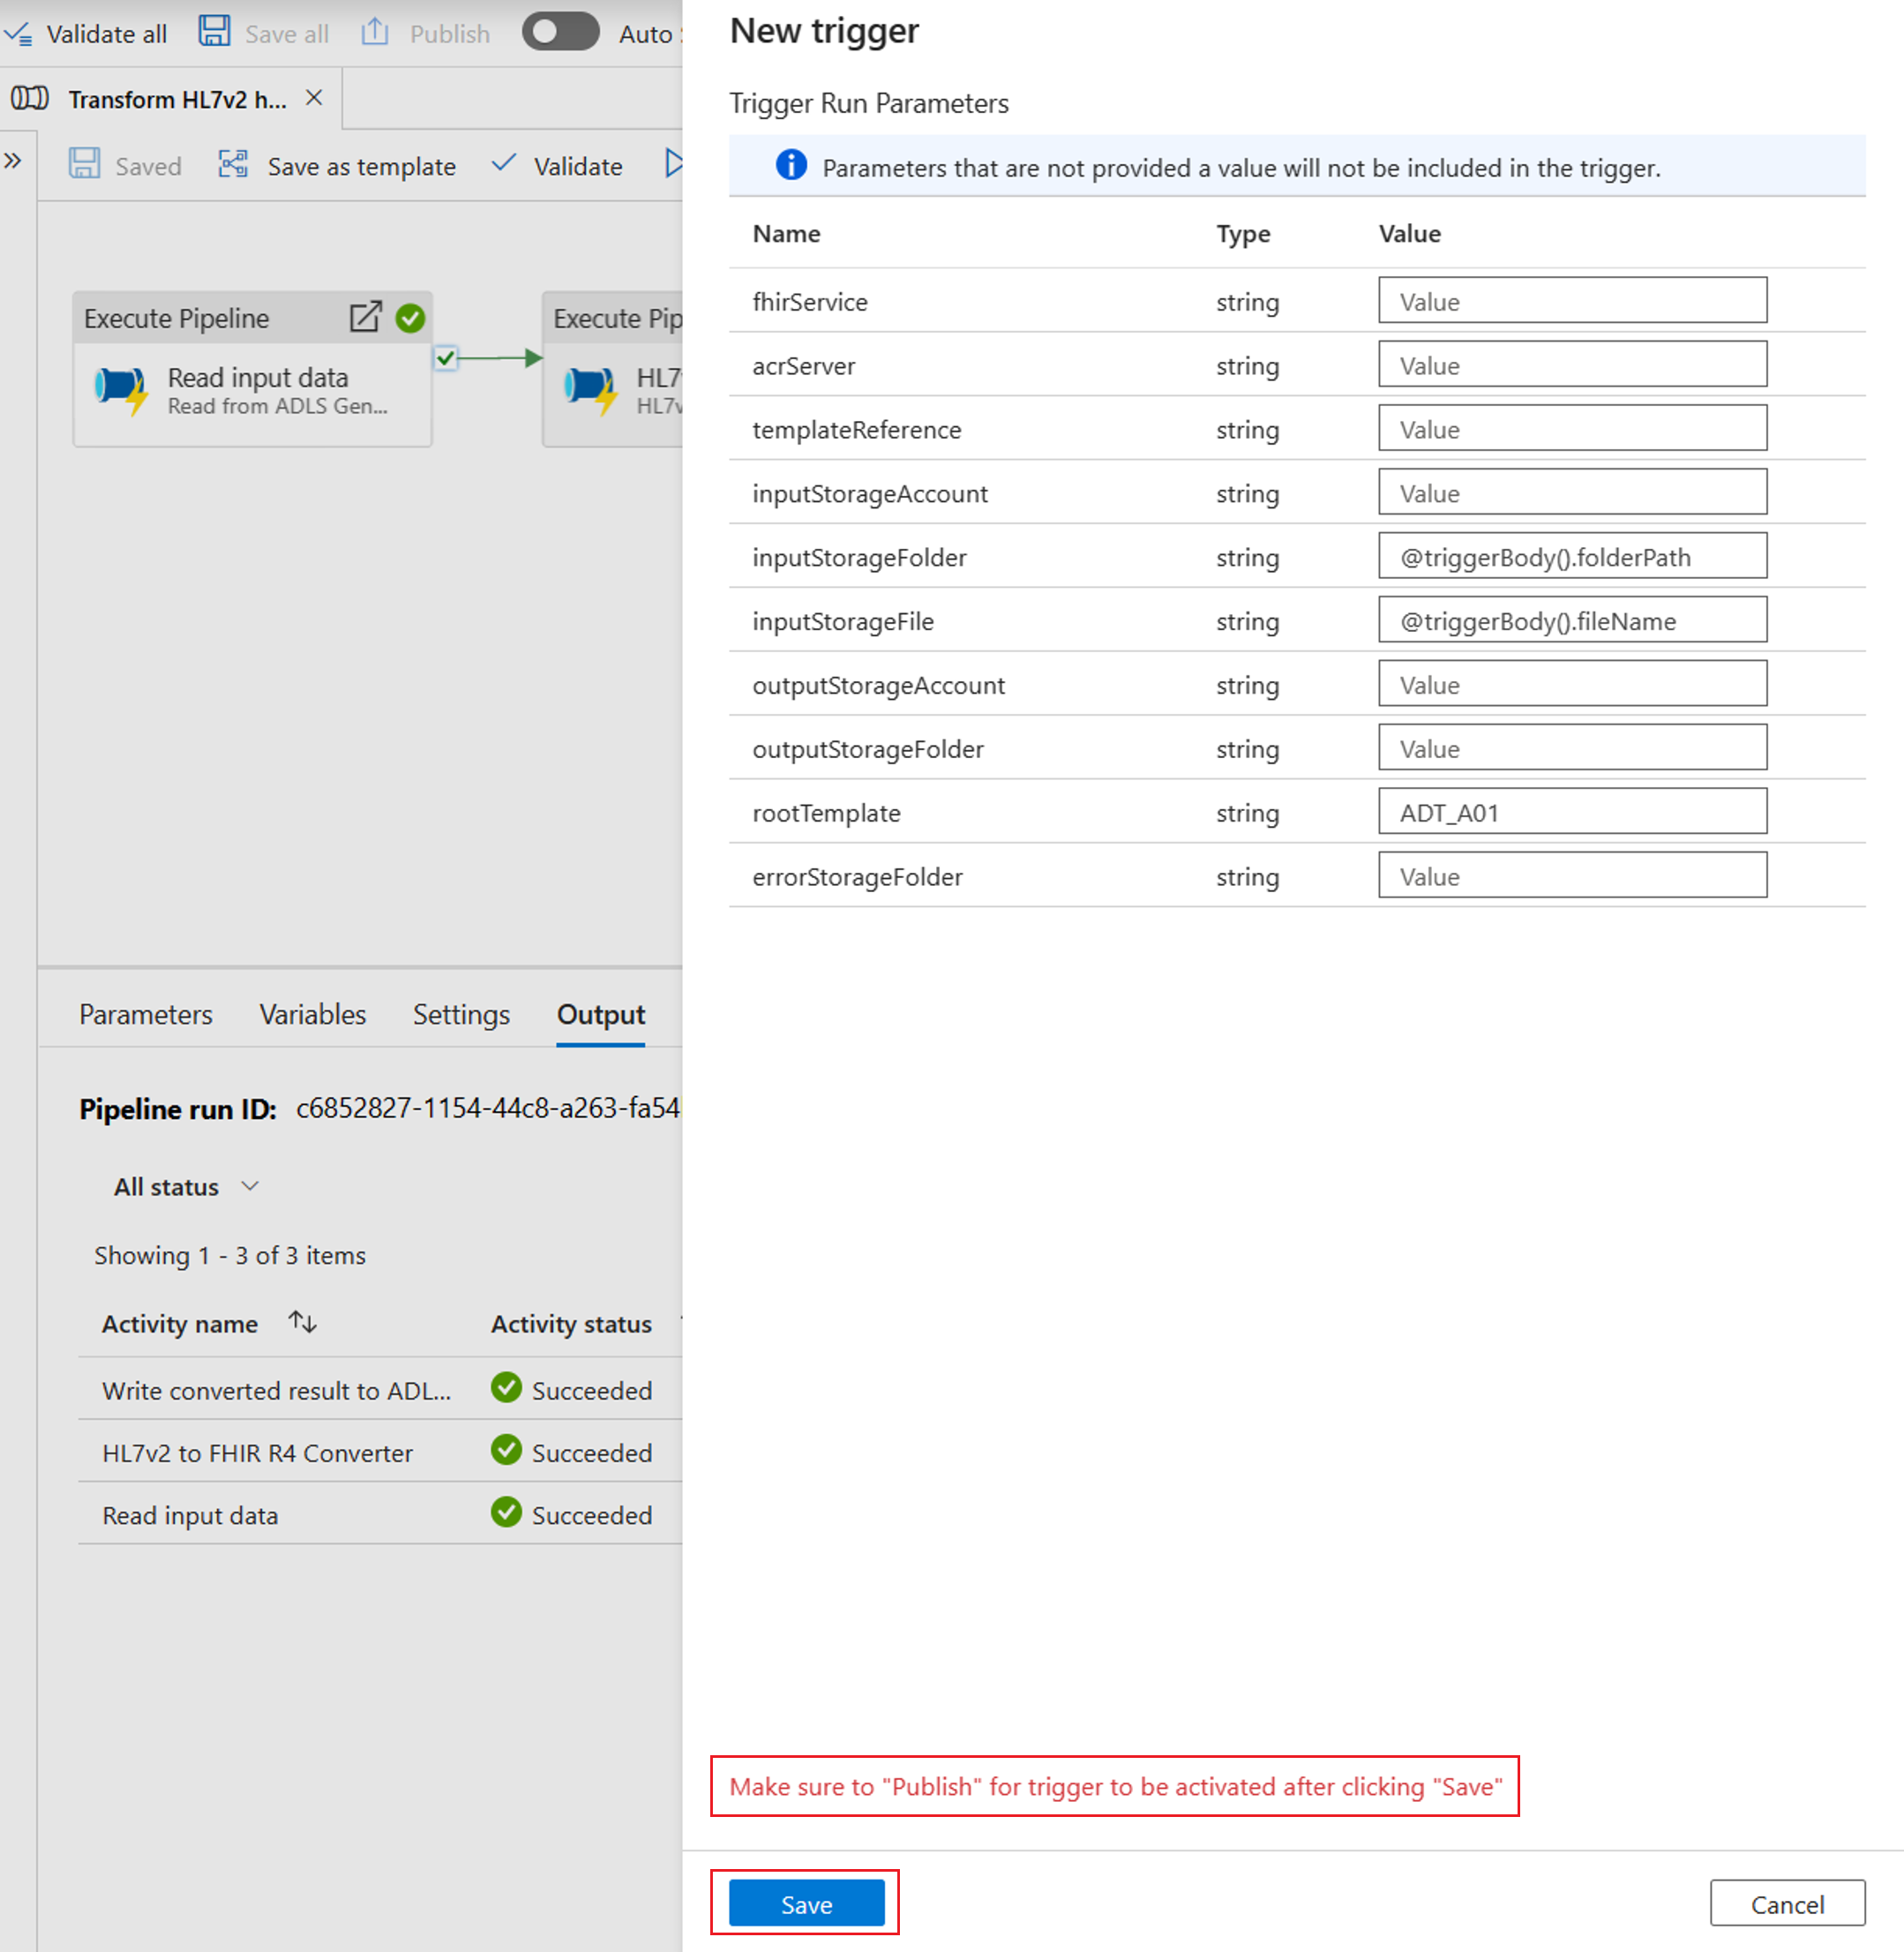 Validate all Save all Publish Auto
Transform HL7v2 h...
Saved Save as template Validate
Execute Pipeline
Read input data
Read from ADLS Gen...
Execute Pip
HL7
HL7v
Parameters Variables Settings Output
Pipeline run ID: c6852827-1154-44c8-a263-fa54
All status
Showing 1 - 3 of 3 items
Activity name Activity status
Write converted result to ADL... Succeeded
HL7v2 to FHIR R4 Converter Succeeded
Read input data Succeeded
New trigger
Trigger Run Parameters
Parameters that are not provided a value will not be included in the trigger.
Name Type Value
fhirService string Value
acrServer string Value
templateReference string Value
inputStorageAccount string Value
inputStorageFolder string @triggerBody().folderPath
inputStorageFile string @triggerBody().fileName
outputStorageAccount string Value
outputStorageFolder string Value
rootTemplate string ADT_A01
errorStorageFolder string Value
Make sure to "Publish" for trigger to be activated after clicking "Save"
Save Cancel